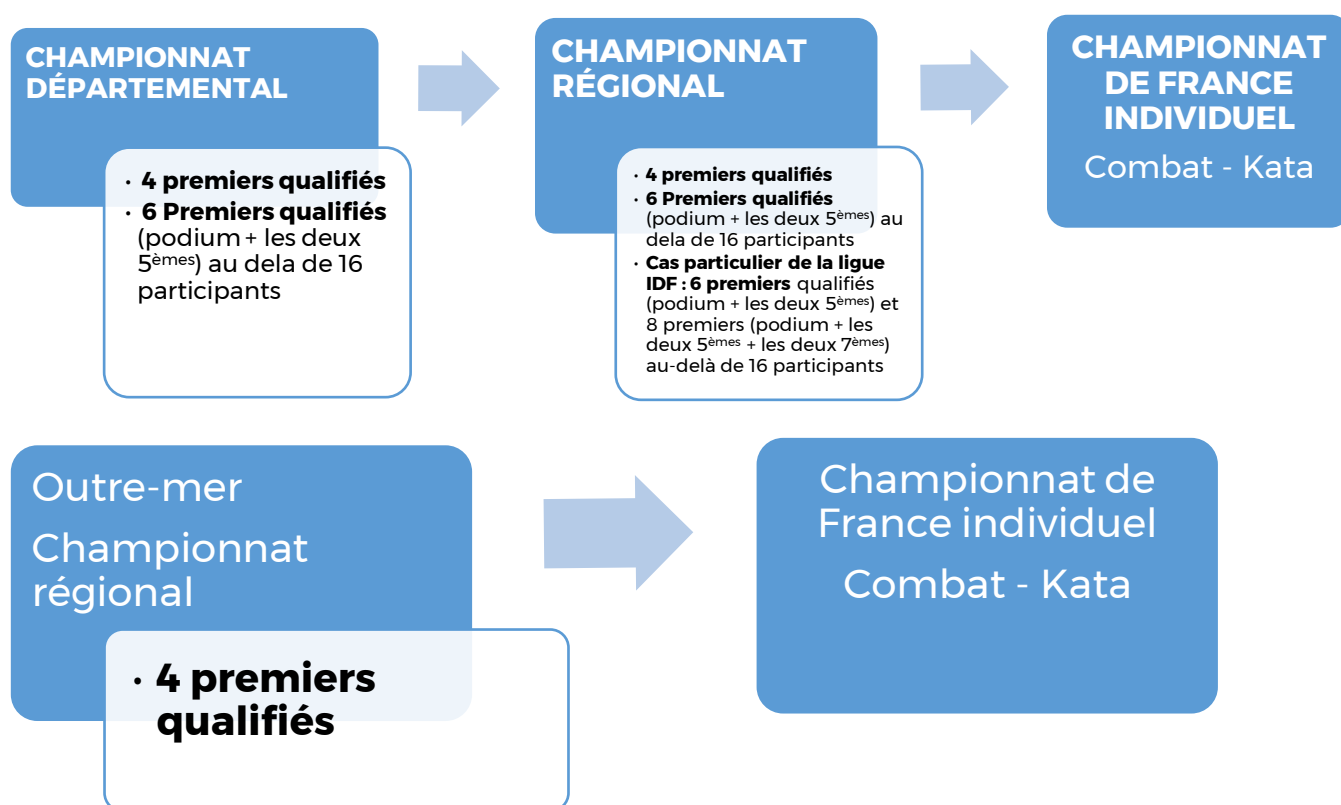 CHAMPIONNAT
DÉPARTEMENTAL
· 4 premiers qualifiés
· 6 Premiers qualifiés
(podium + les deux
5èmes) au dela de 16
participants
CHAMPIONNAT
RÉGIONAL
· 4 premiers qualifiés
· 6 Premiers qualifiés
(podium + les deux 5èmes) au
dela de 16 participants
· Cas particulier de la ligue
IDF : 6 premiers qualifiés
(podium + les deux 5èmes) et
8 premiers (podium + les
deux 5èmes + les deux 7èmes)
au-delà de 16 participants
CHAMPIONNAT
DE FRANCE
INDIVIDUEL
Combat - Kata
Outre-mer
Championnat
régional
· 4 premiers
qualifiés
Championnat de
France individuel
Combat - Kata